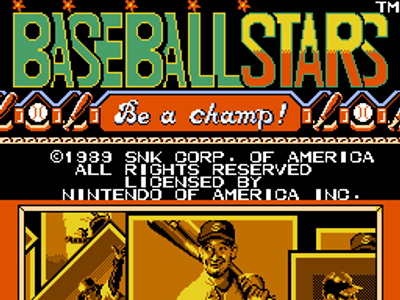 BASEBALL STARS TM
Be a champ!
©1989 SNK CORP. OF AMERICA
ALL RIGHTS RESERVED
LICENSED BY
NINTENDO OF AMERICA INC.
S